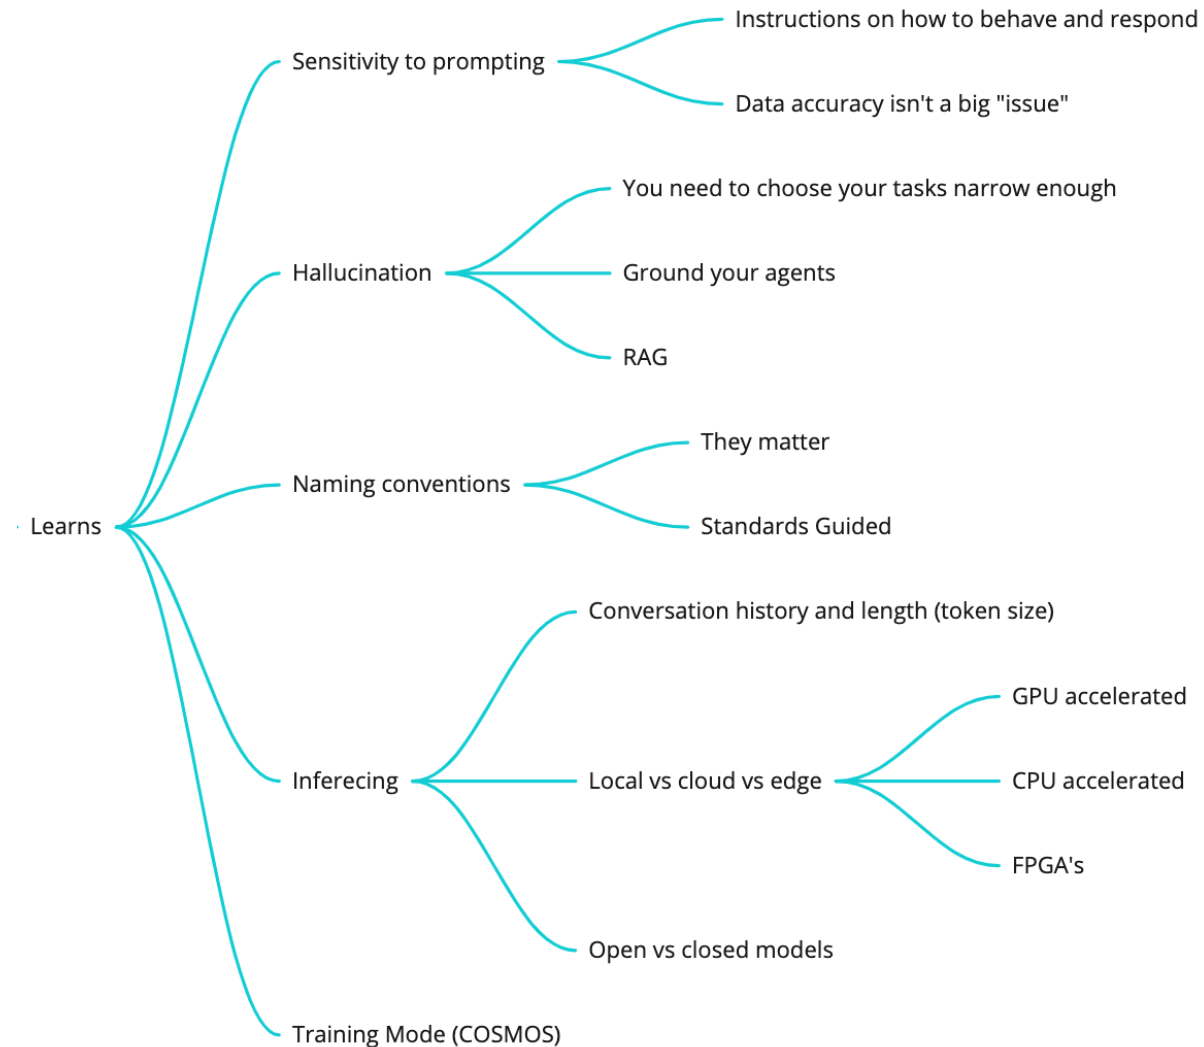 Instructions on how to behave and respond
Sensitivity to prompting
Data accuracy isn't a big "issue"
You need to choose your tasks narrow enough
Hallucination
Ground your agents
RAG
They matter
Naming conventions
Standards Guided
Learns
Conversation history and length (token size)
GPU accelerated
Inferecing
Local vs cloud vs edge
CPU accelerated
FPGA's
Open vs closed models
Training Mode (COSMOS)